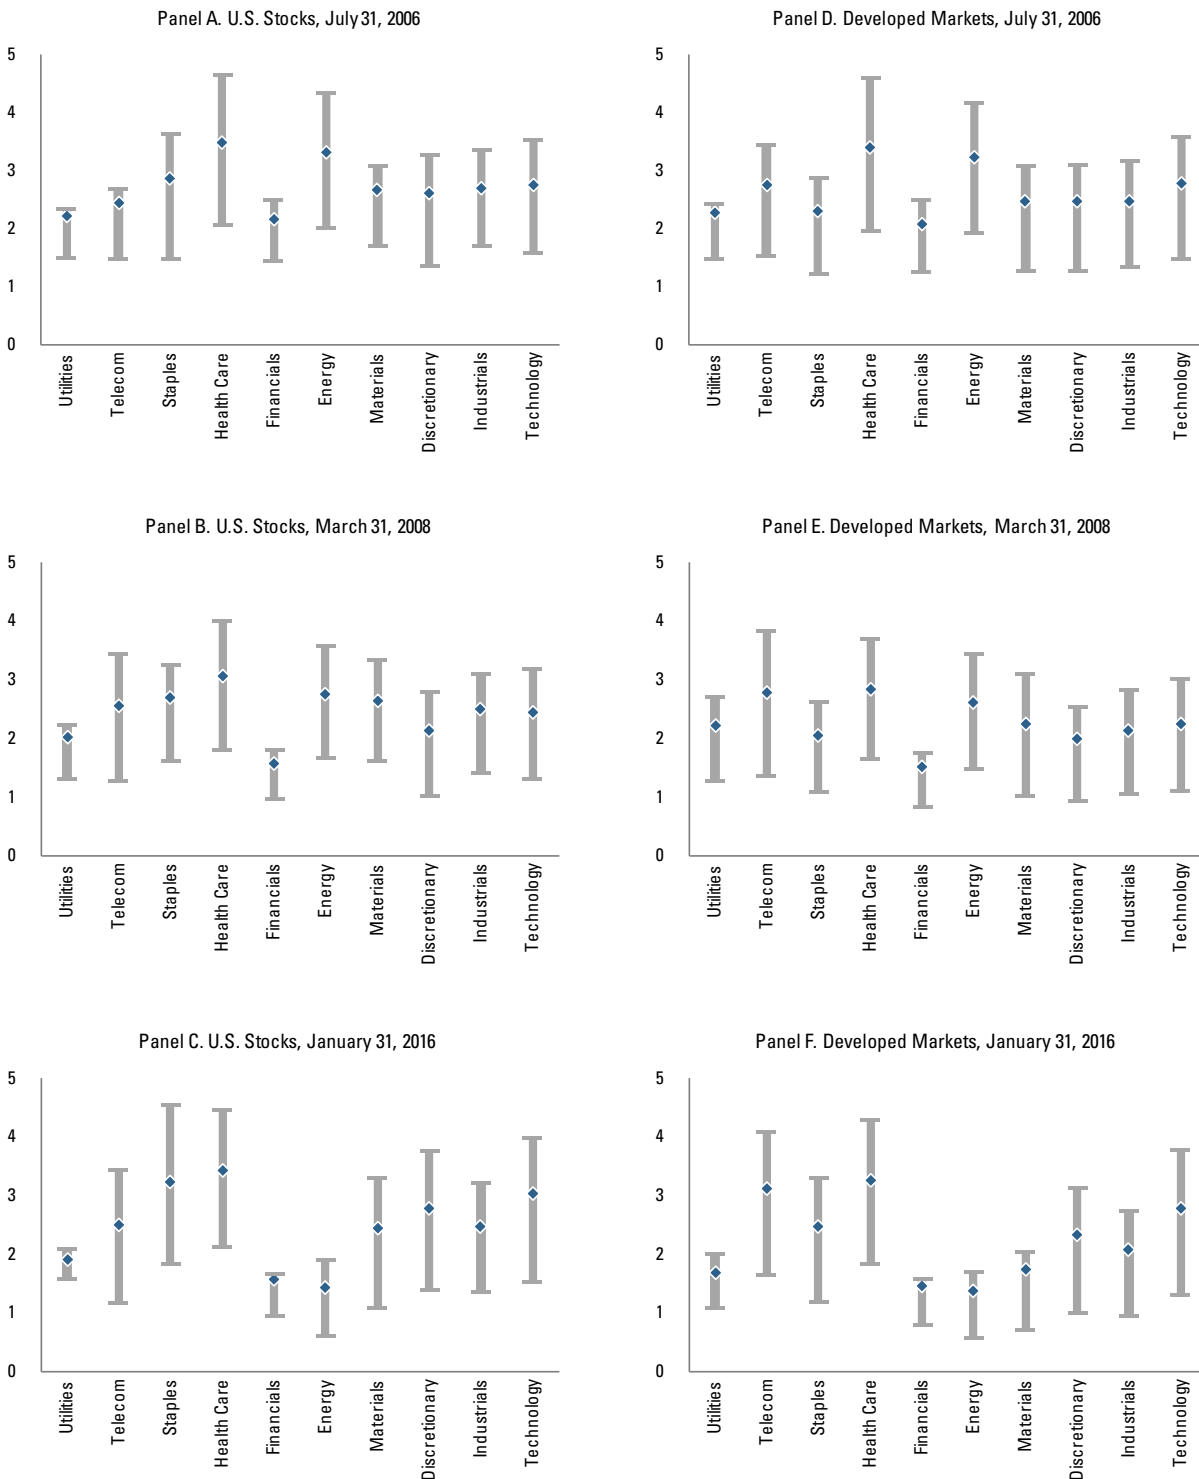 Panel A. U.S. Stocks, July 31, 2006
5
4
3
2
1
0
Utilities
Telecom
Staples
Health Care
Financials
Energy
Materials
Discretionary
Industrials
Technology
Panel D. Developed Markets, July 31, 2006
5
4
3
2
1
0
Utilities
Telecom
Staples
Health Care
Financials
Energy
Materials
Discretionary
Industrials
Technology
Panel B. U.S. Stocks, March 31, 2008
5
4
3
2
1
0
Utilities
Telecom
Staples
Health Care
Financials
Energy
Materials
Discretionary
Industrials
Technology
Panel E. Developed Markets, March 31, 2008
5
4
3
2
1
0
Utilities
Telecom
Staples
Health Care
Financials
Energy
Materials
Discretionary
Industrials
Technology
Panel C. U.S. Stocks, January 31, 2016
5
4
3
2
1
0
Utilities
Telecom
Staples
Health Care
Financials
Energy
Materials
Discretionary
Industrials
Technology
Panel F. Developed Markets, January 31, 2016
5
4
3
2
1
0
Utilities
Telecom
Staples
Health Care
Financials
Energy
Materials
Discretionary
Industrials
Technology